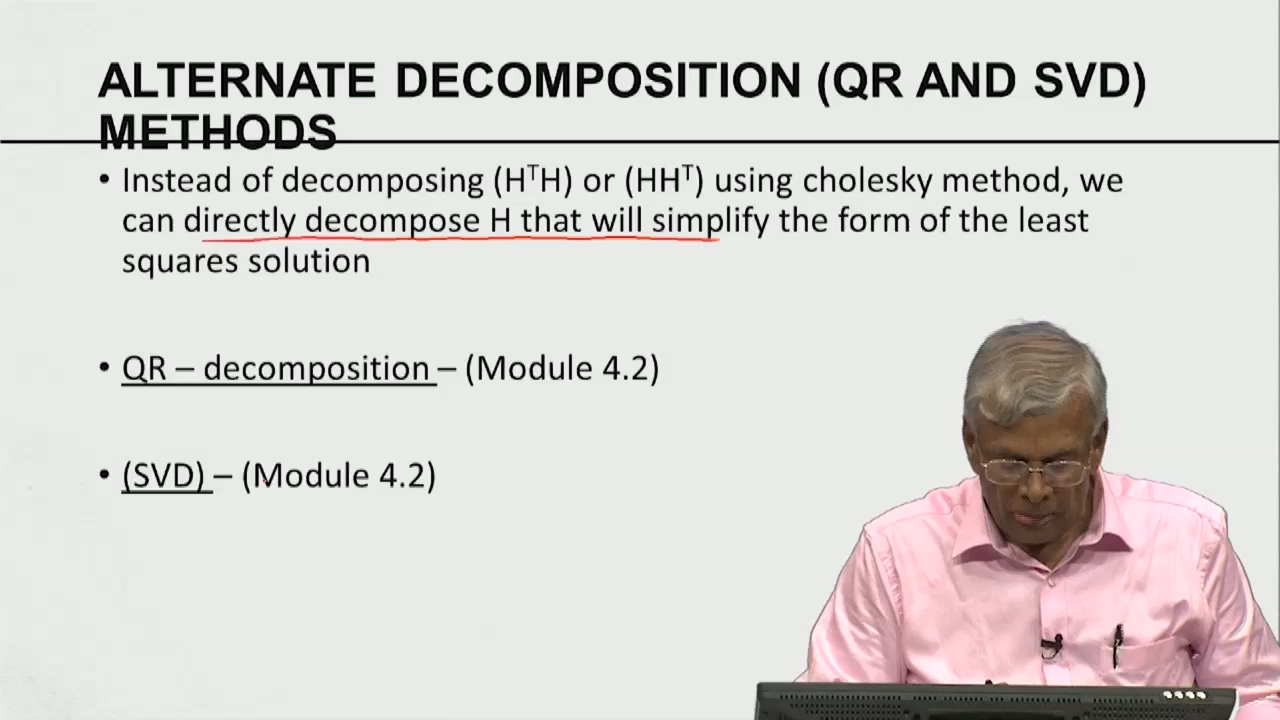 ALTERNATE DECOMPOSITION (QR AND SVD)
METHODS
• Instead of decomposing (HᵀH) or (HHᵀ) using cholesky method, we
can directly decompose H that will simplify the form of the least
squares solution
• QR – decomposition – (Module 4.2)
• (SVD) – (Module 4.2)